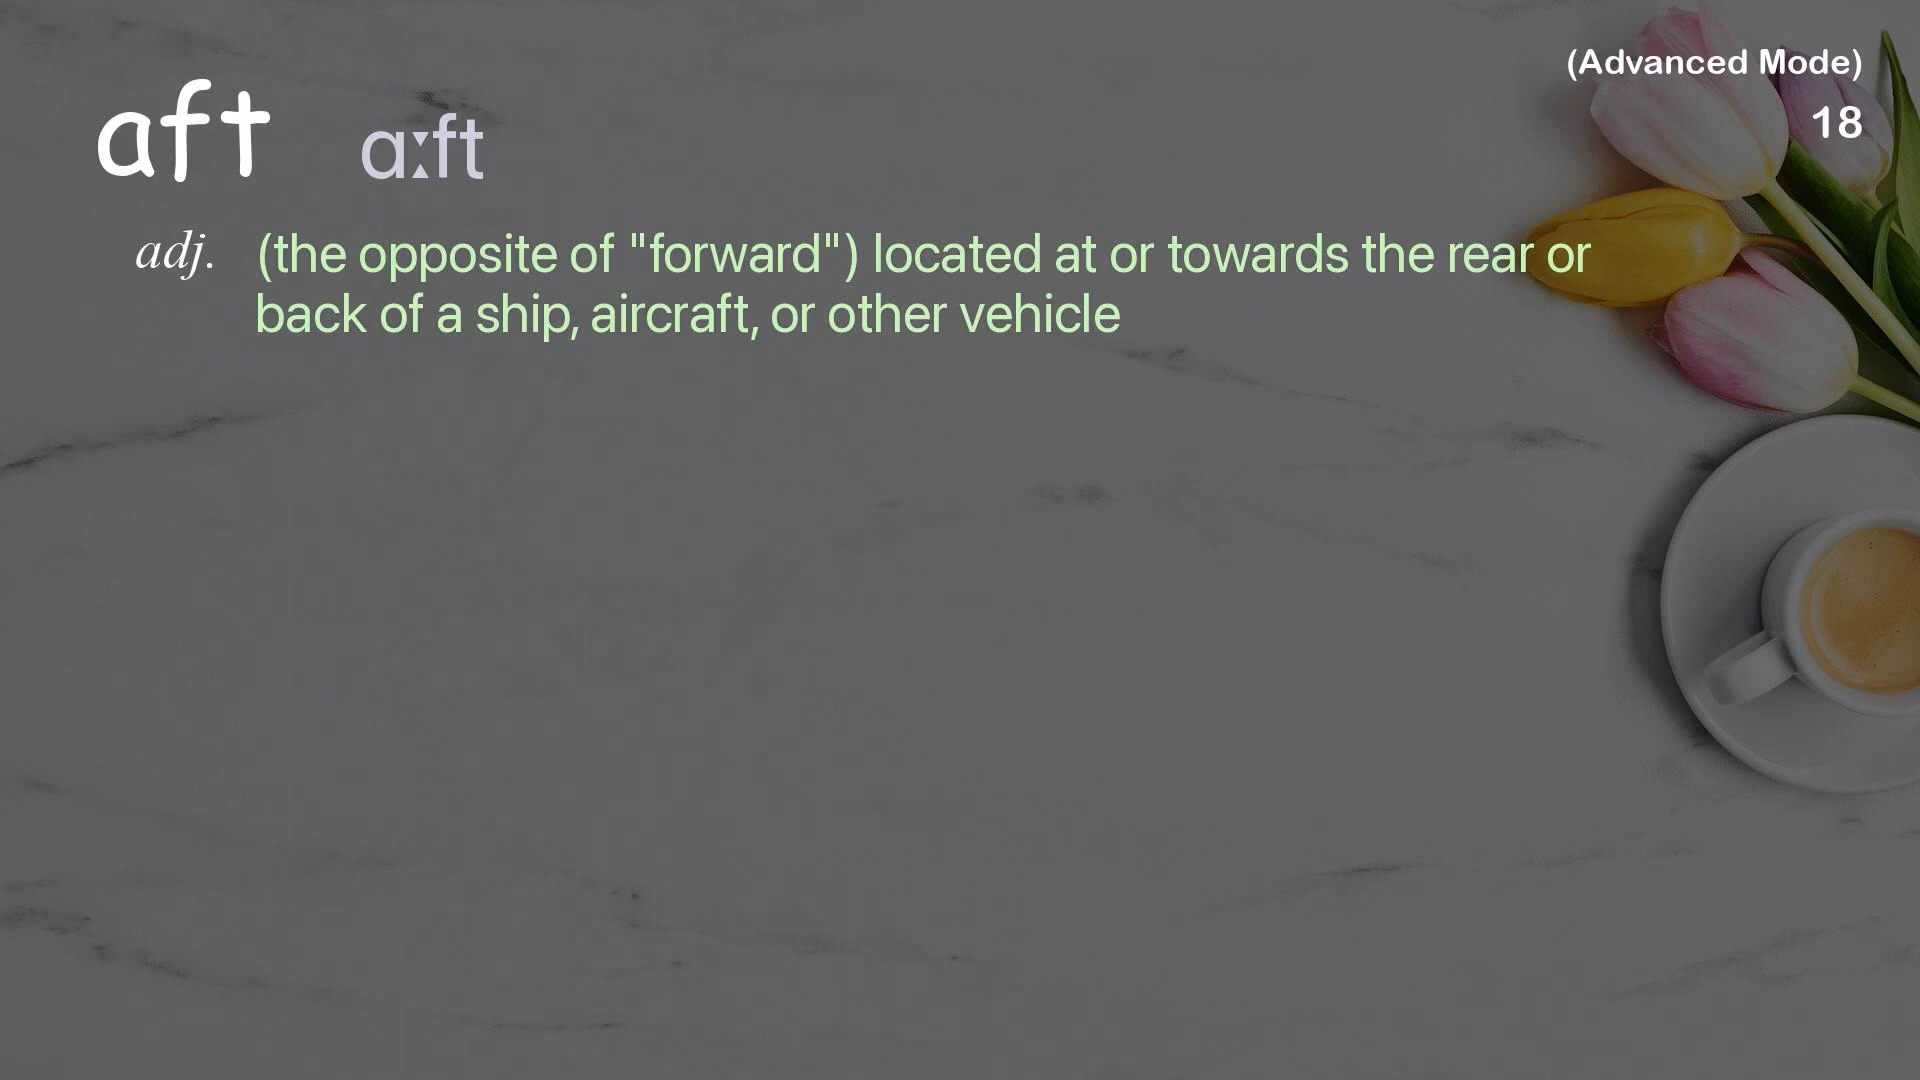 (Advanced Mode)
18
aft aːft
adj. (the opposite of "forward") located at or towards the rear or
back of a ship, aircraft, or other vehicle